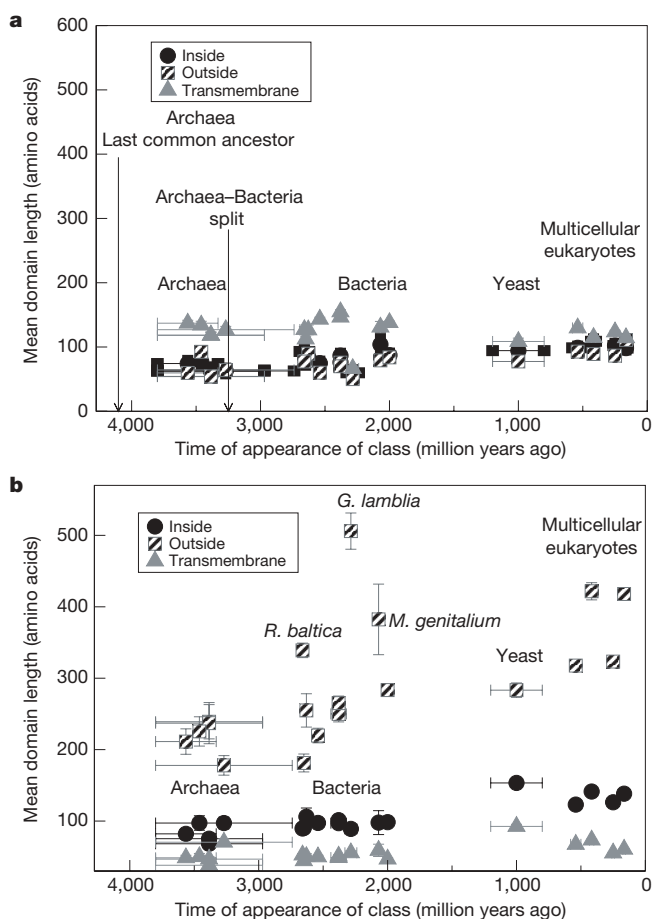 a
600
500
400
300
200
100
0
Mean domain length (amino acids)
Inside
Outside
Transmembrane
Archaea
Last common ancestor
Archaea–Bacteria
split
Multicellular
eukaryotes
Archaea
Bacteria
Yeast
4,000 3,000 2,000 1,000 0
Time of appearance of class (million years ago)
b
500
400
300
200
100
Mean domain length (amino acids)
Inside
Outside
Transmembrane
G. lamblia
Multicellular
eukaryotes
R. baltica
M. genitalium
Yeast
Archaea
Bacteria
4,000 3,000 2,000 1,000 0
Time of appearance of class (million years ago)